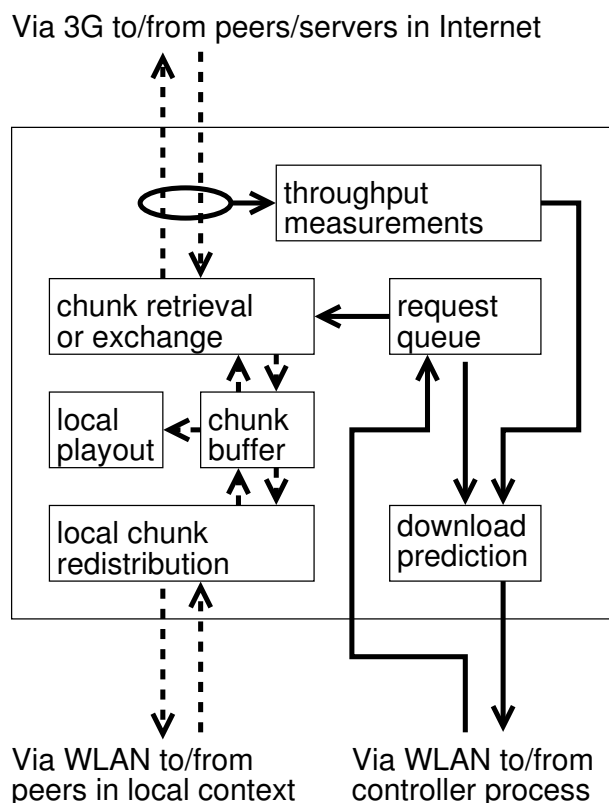 Via 3G to/from peers/servers in Internet
throughput
measurements
chunk retrieval
or exchange
request
queue
local
playout
chunk
buffer
local chunk
redistribution
download
prediction
Via WLAN to/from
peers in local context
Via WLAN to/from
controller process